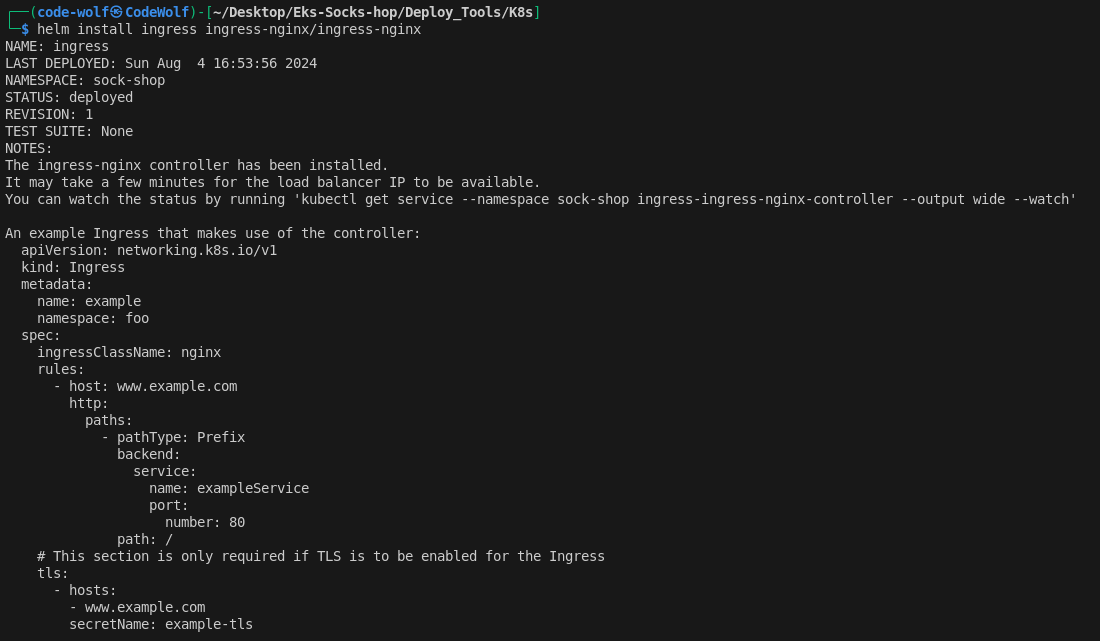 ┌──(code-wolf㉿CodeWolf)-[~/Desktop/Eks-Socks-hop/Deploy_Tools/K8s]
└─$ helm install ingress ingress-nginx/ingress-nginx
NAME: ingress
LAST DEPLOYED: Sun Aug  4 16:53:56 2024
NAMESPACE: sock-shop
STATUS: deployed
REVISION: 1
TEST SUITE: None
NOTES:
The ingress-nginx controller has been installed.
It may take a few minutes for the load balancer IP to be available.
You can watch the status by running 'kubectl get service --namespace sock-shop ingress-ingress-nginx-controller --output wide --watch'

An example Ingress that makes use of the controller:
  apiVersion: networking.k8s.io/v1
  kind: Ingress
  metadata:
    name: example
    namespace: foo
  spec:
    ingressClassName: nginx
    rules:
      - host: www.example.com
        http:
          paths:
            - pathType: Prefix
              backend:
                service:
                  name: exampleService
                  port:
                    number: 80
              path: /
    # This section is only required if TLS is to be enabled for the Ingress
    tls:
      - hosts:
        - www.example.com
        secretName: example-tls